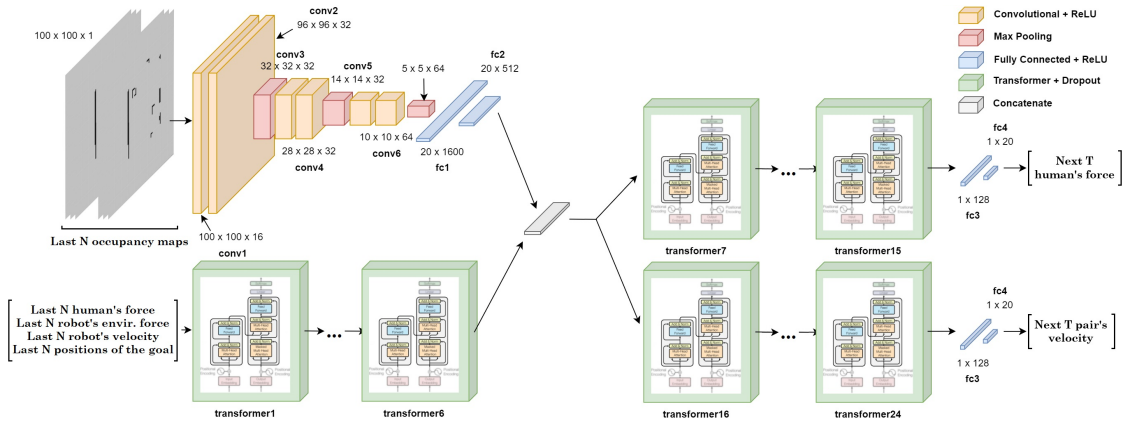 conv2
96 x 96 x 32
100 x 100 x 1
conv3
32 x 32 x 32
conv5
14 x 14 x 32
5 x 5 x 64
fc2
20 x 512
28 x 28 x 32
conv4
10 x 10 x 64
conv6
20 x 1600
fc1
100 x 100 x 16
conv1
Last N occupancy maps
Convolutional + ReLU
Max Pooling
Fully Connected + ReLU
Transformer + Dropout
Concatenate
Last N human's force
Last N robot's envir. force
Last N robot's velocity
Last N positions of the goal
...
transformer1
transformer6
...
transformer7
transformer15
fc4
1 x 20
1 x 128
fc3
Next T
human's force
...
transformer16
transformer24
fc4
1 x 20
1 x 128
fc3
Next T pair's
velocity